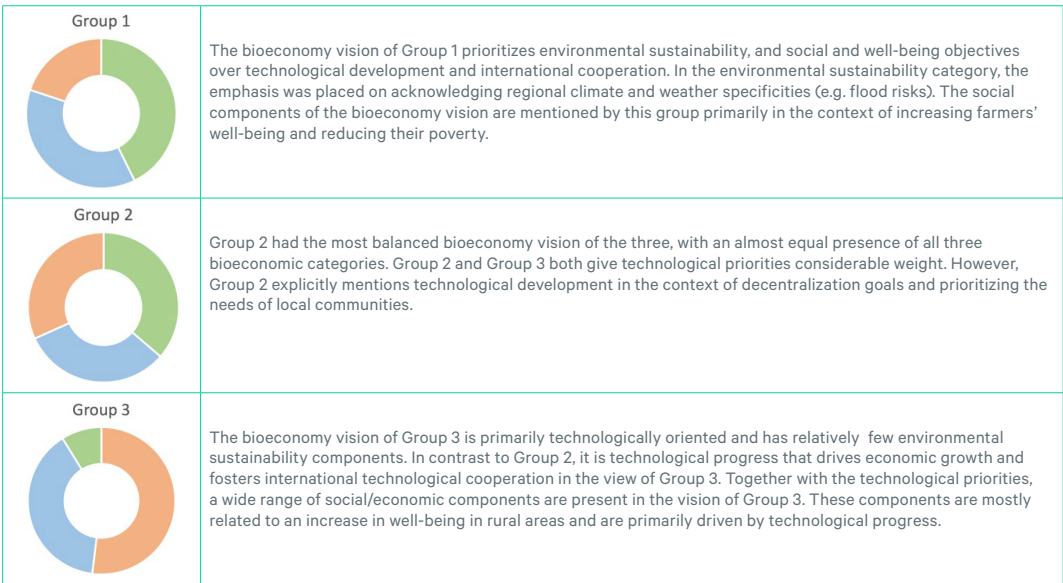 Group 1
The bioeconomy vision of Group 1 prioritizes environmental sustainability, and social and well-being objectives
over technological development and international cooperation. In the environmental sustainability category, the
emphasis was placed on acknowledging regional climate and weather specificities (e.g. flood risks). The social
components of the bioeconomy vision are mentioned by this group primarily in the context of increasing farmers’
well-being and reducing their poverty.
Group 2
Group 2 had the most balanced bioeconomy vision of the three, with an almost equal presence of all three
bioeconomic categories. Group 2 and Group 3 both give technological priorities considerable weight. However,
Group 2 explicitly mentions technological development in the context of decentralization goals and prioritizing the
needs of local communities.
Group 3
The bioeconomy vision of Group 3 is primarily technologically oriented and has relatively few environmental
sustainability components. In contrast to Group 2, it is technological progress that drives economic growth and
fosters international technological cooperation in the view of Group 3. Together with the technological priorities,
a wide range of social/economic components are present in the vision of Group 3. These components are mostly
related to an increase in well-being in rural areas and are primarily driven by technological progress.